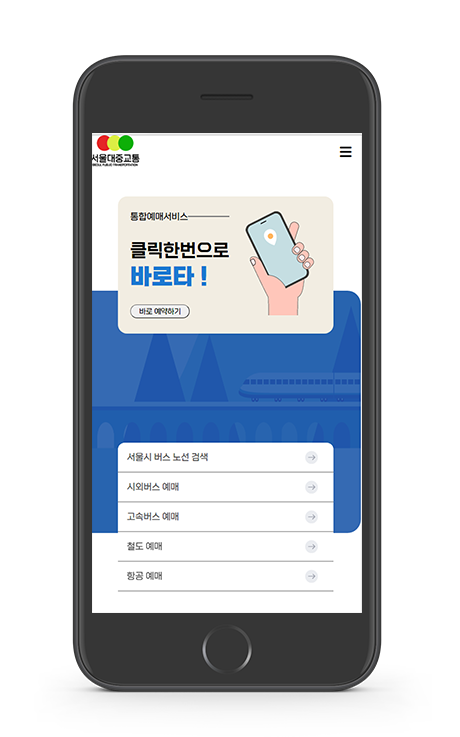 서울대중교통
SEOUL PUBLIC TRANSPORTATION
통합예매서비스
클릭한번으로
바로타 !
바로 예약하기
서울시 버스 노선 검색
시외버스 예매
고속버스 예매
철도 예매
항공 예매